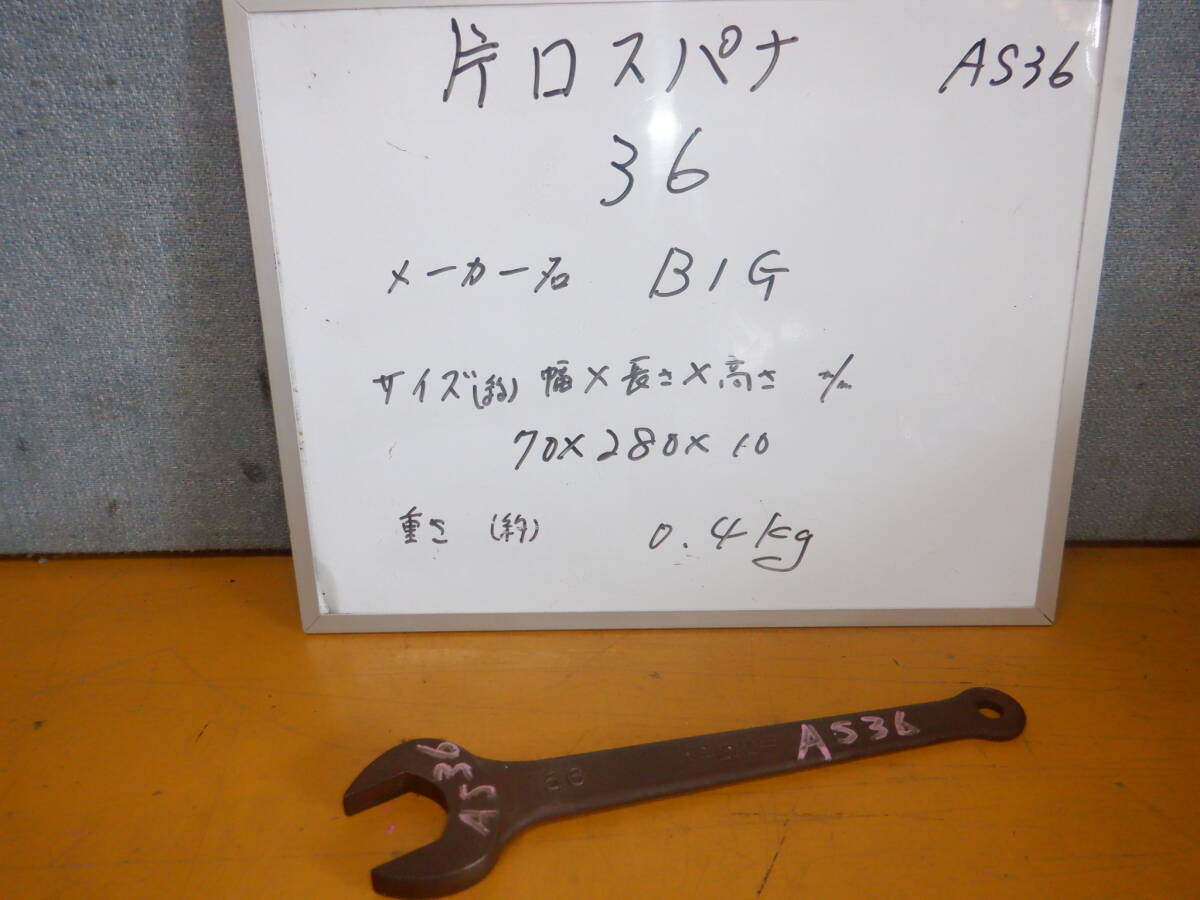 片口スパナ AS36
36
メーカー名 BIG
サイズ(約) 幅×長さ×高さ m/m
70×280×10
重さ (約) 0.4kg
AS36
36
AS36